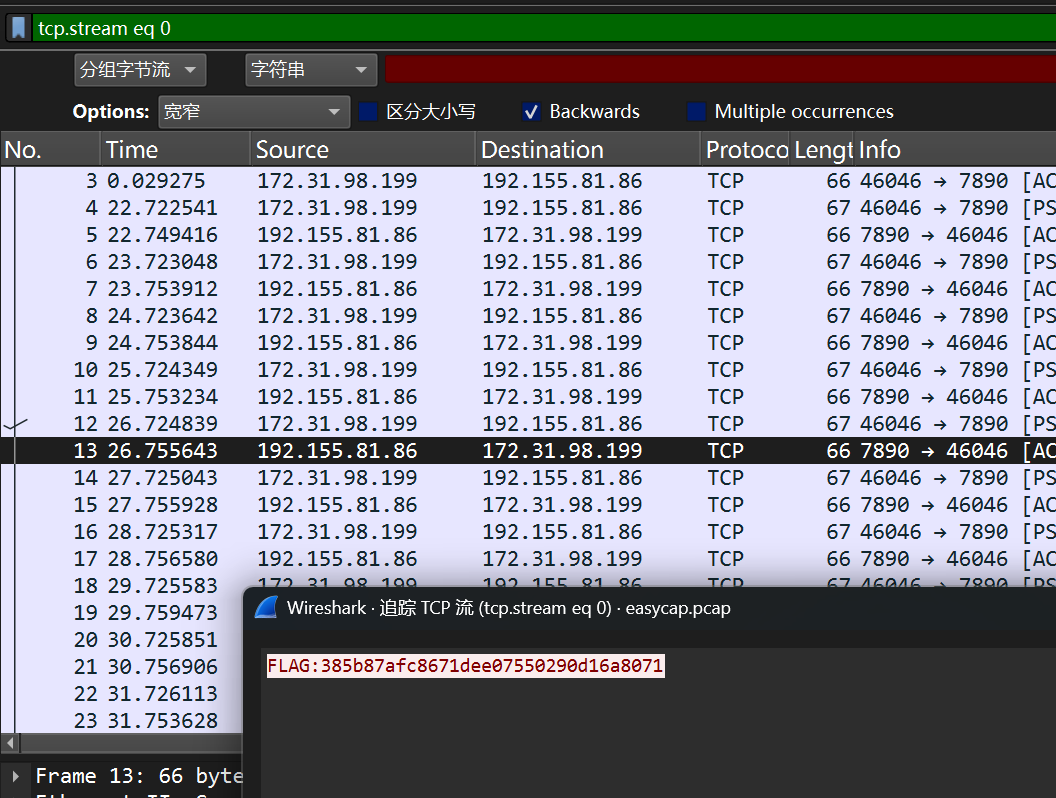 tcp.stream eq 0
分组字节流 字符串
Options: 宽窄 区分大小写 Backwards Multiple occurrences
No. Time Source Destination Protoco Lengt Info
3 0.029275 172.31.98.199 192.155.81.86 TCP 66 46046 → 7890 [AC
4 22.722541 172.31.98.199 192.155.81.86 TCP 67 46046 → 7890 [PS
5 22.749416 192.155.81.86 172.31.98.199 TCP 66 7890 → 46046 [AC
6 23.723048 172.31.98.199 192.155.81.86 TCP 67 46046 → 7890 [PS
7 23.753912 192.155.81.86 172.31.98.199 TCP 66 7890 → 46046 [AC
8 24.723642 172.31.98.199 192.155.81.86 TCP 67 46046 → 7890 [PS
9 24.753844 192.155.81.86 172.31.98.199 TCP 66 7890 → 46046 [AC
10 25.724349 172.31.98.199 192.155.81.86 TCP 67 46046 → 7890 [PS
11 25.753234 192.155.81.86 172.31.98.199 TCP 66 7890 → 46046 [AC
12 26.724839 172.31.98.199 192.155.81.86 TCP 67 46046 → 7890 [PS
13 26.755643 192.155.81.86 172.31.98.199 TCP 66 7890 → 46046 [AC
14 27.725043 172.31.98.199 192.155.81.86 TCP 67 46046 → 7890 [PS
15 27.755928 192.155.81.86 172.31.98.199 TCP 66 7890 → 46046 [AC
16 28.725317 172.31.98.199 192.155.81.86 TCP 67 46046 → 7890 [PS
17 28.756580 192.155.81.86 172.31.98.199 TCP 66 7890 → 46046 [AC
18 29.725583 172.31.98.199 192.155.81.86 TCP 67 46046 → 7890 [PS
19 29.759473
20 30.725851
21 30.756906
22 31.726113
23 31.753628
Wireshark · 追踪 TCP 流 (tcp.stream eq 0) · easycap.pcap
FLAG:385b87afc8671dee07550290d16a8071
Frame 13: 66 byte